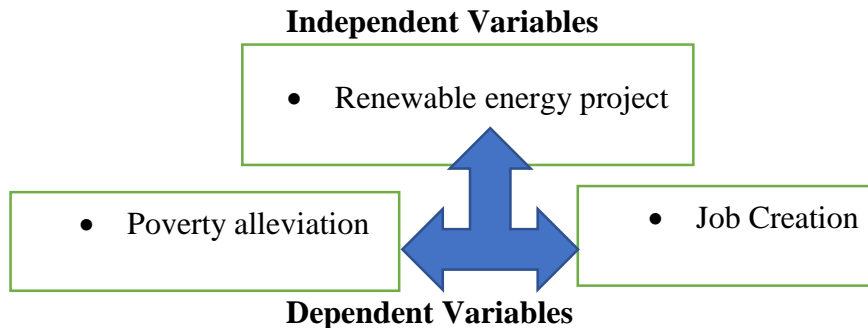 Independent Variables
• Renewable energy project
• Poverty alleviation
• Job Creation
Dependent Variables